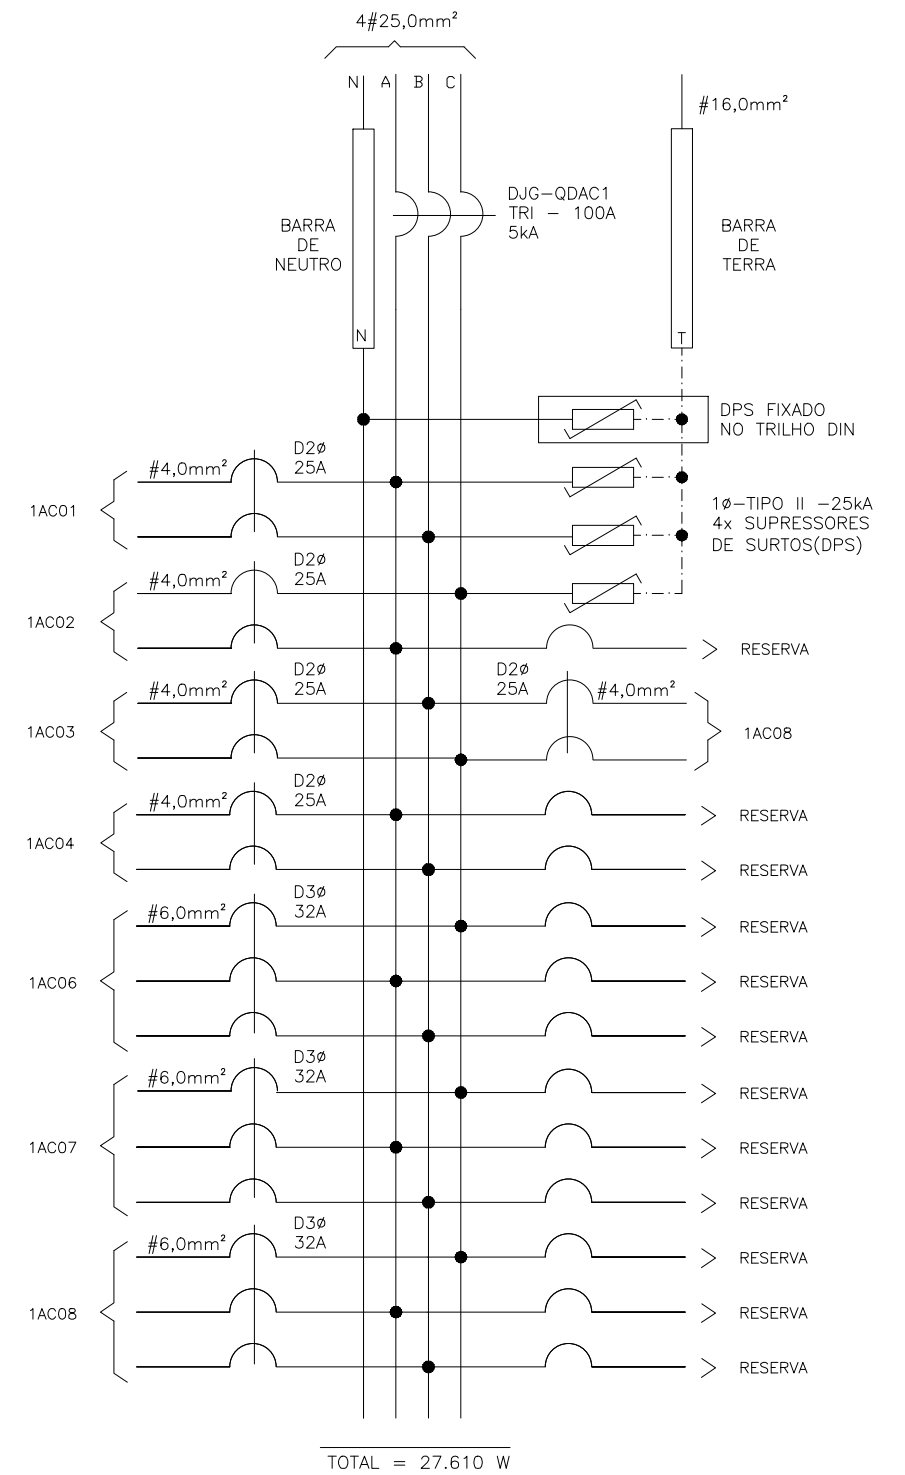 4#25,0mm²
N A B C
#16,0mm²
DJG-QDAC1
TRI - 100A
5kA
BARRA
DE
NEUTRO
BARRA
DE
TERRA
N
T
DPS FIXADO
NO TRILHO DIN
D2ø
25A
#4,0mm²
1AC01
1ø-TIPO II -25kA
4x SUPRESSORES
DE SURTOS(DPS)
D2ø
25A
#4,0mm²
1AC02
RESERVA
D2ø
25A
#4,0mm²
1AC03
D2ø
25A
#4,0mm²
1AC08
D2ø
25A
#4,0mm²
1AC04
RESERVA
RESERVA
D3ø
32A
#6,0mm²
1AC06
RESERVA
RESERVA
RESERVA
D3ø
32A
#6,0mm²
1AC07
RESERVA
RESERVA
RESERVA
D3ø
32A
#6,0mm²
1AC08
RESERVA
RESERVA
RESERVA
TOTAL = 27.610 W